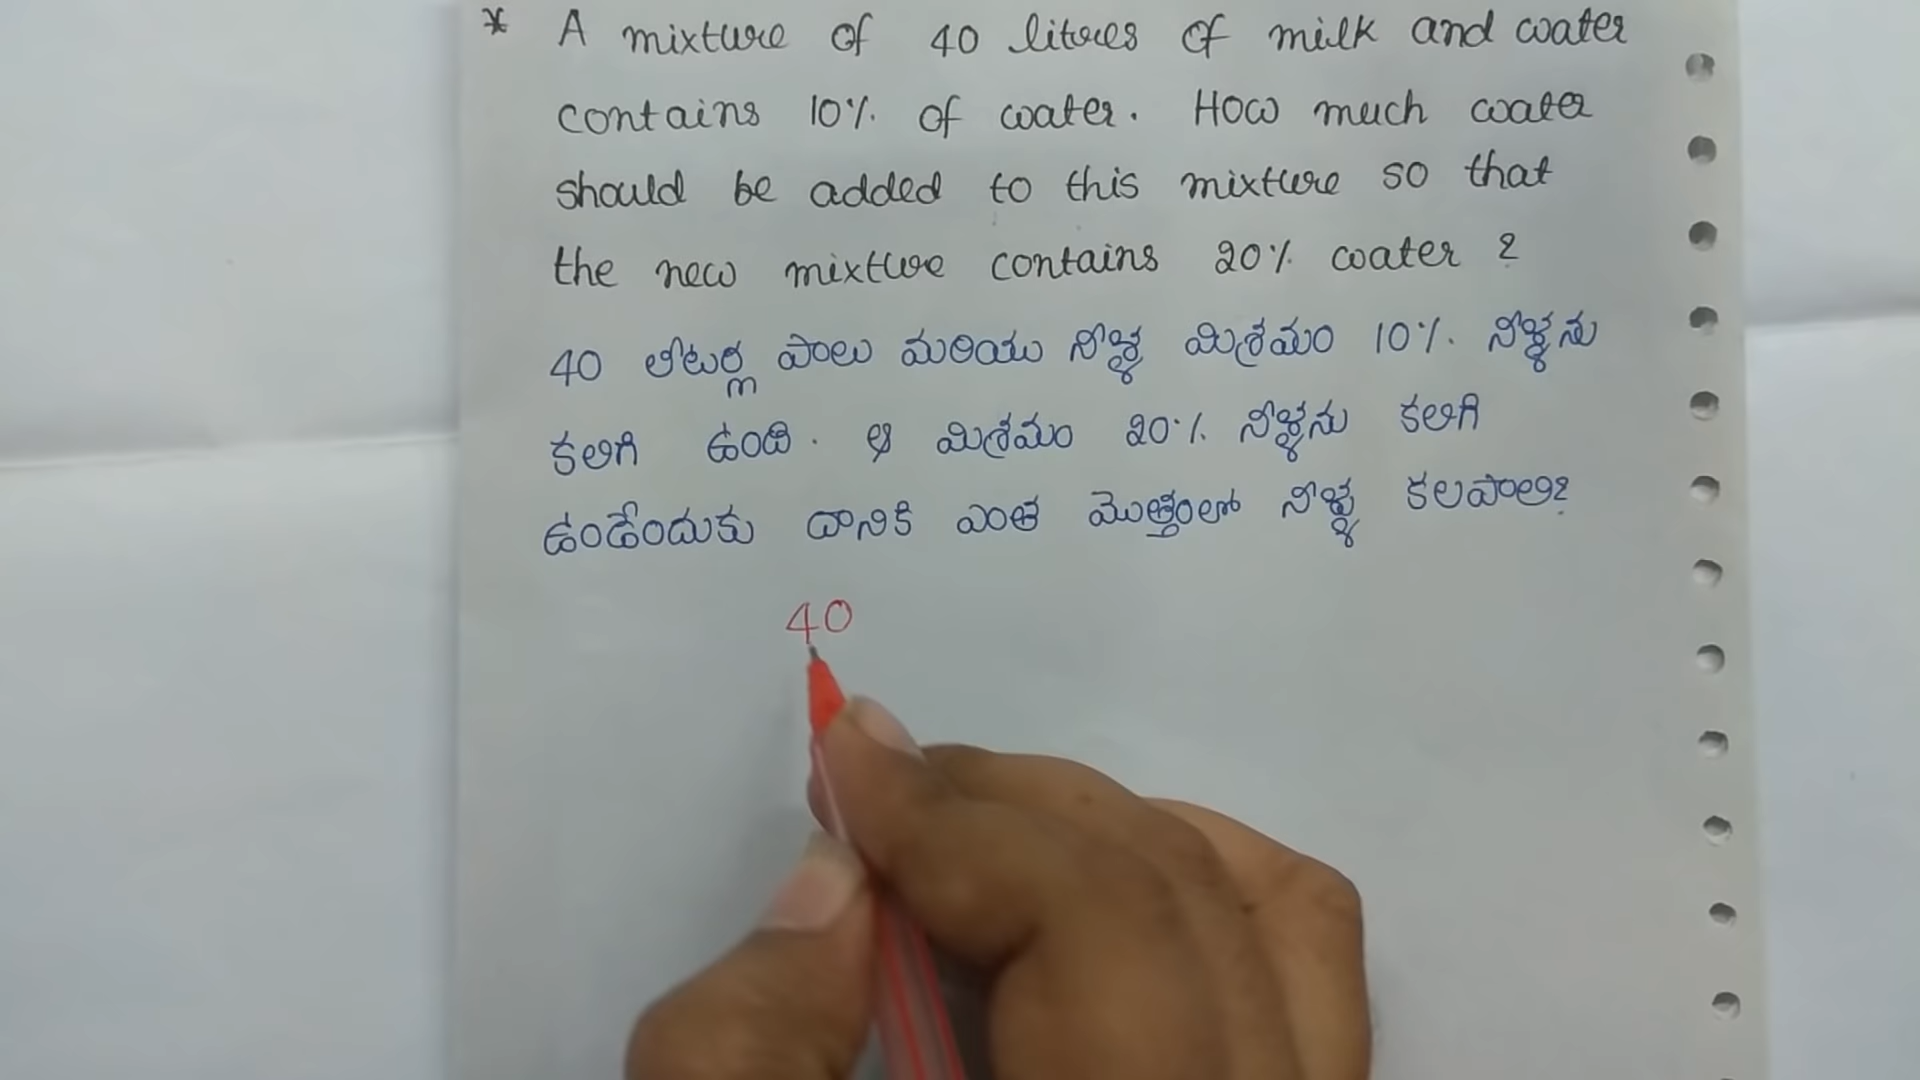 * A mixture of 40 litres of milk and water
contains 10%. of water. How much water
should be added to this mixture so that
the new mixture contains 20% water ?
40 లీటర్ల పాలు మరియు నీళ్ళ మిశ్రమం 10%. నీళ్ళను
కలిగి ఉంది. ఆ మిశ్రమం 20%. నీళ్ళను కలిగి
ఉండేందుకు దానికి ఎంత మొత్తంలో నీళ్ళు కలపాలి?
40